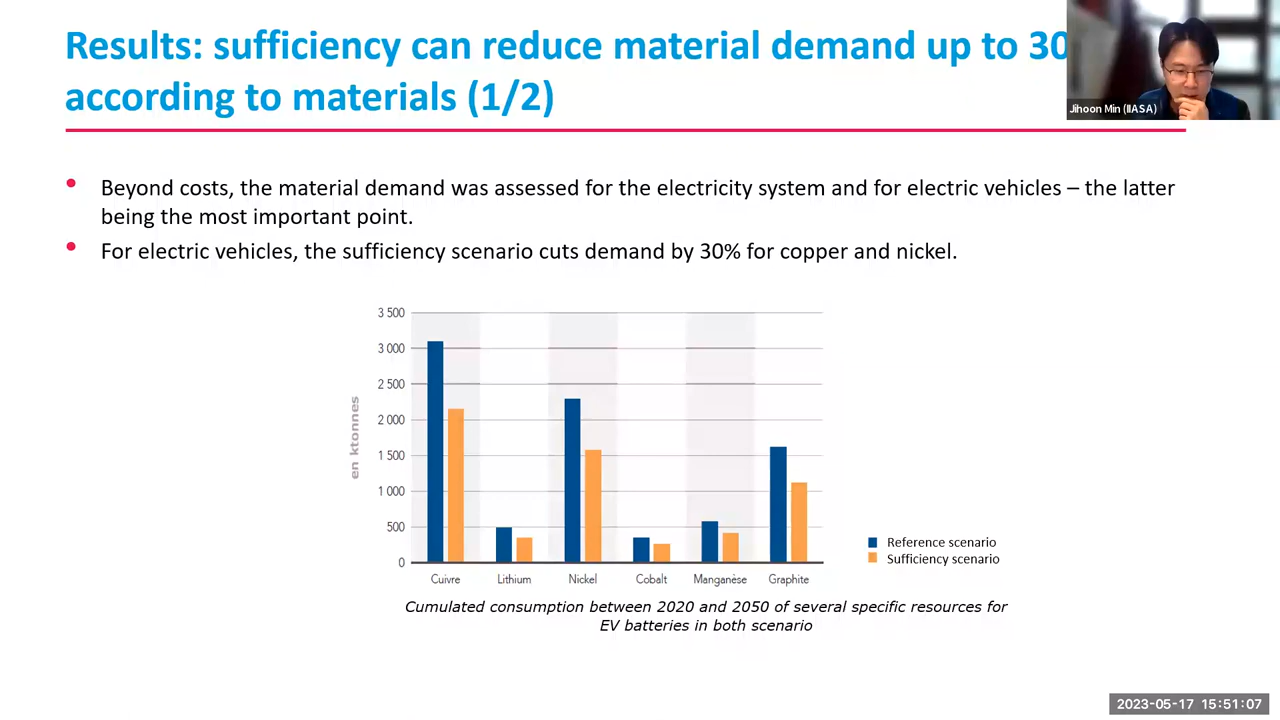 Results: sufficiency can reduce material demand up to 30
according to materials (1/2)
Jihoon Min (IIASA)
• Beyond costs, the material demand was assessed for the electricity system and for electric vehicles – the latter
being the most important point.
• For electric vehicles, the sufficiency scenario cuts demand by 30% for copper and nickel.
en ktonnes
3 500
3 000
2 500
2 000
1 500
1 000
500
0
Cuivre Lithium Nickel Cobalt Manganèse Graphite
Reference scenario
Sufficiency scenario
Cumulated consumption between 2020 and 2050 of several specific resources for
EV batteries in both scenario
2023-05-17 15:51:07